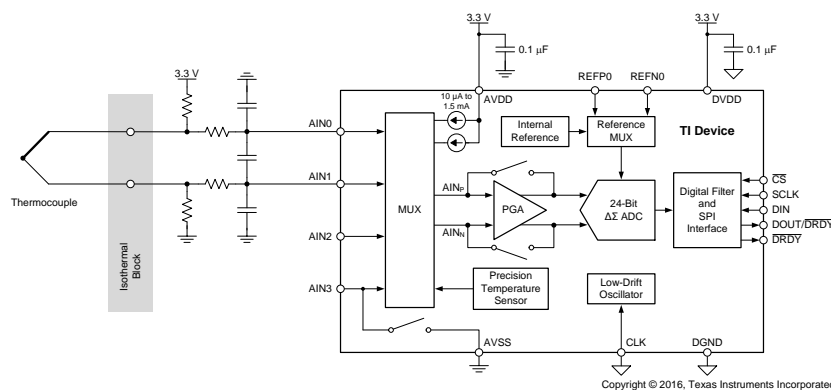 3.3 V
3.3 V
0.1 µF
0.1 µF
3.3 V
REFP0
REFN0
10 µA to
1.5 mA
AVDD
DVDD
AIN0
Internal
Reference
Reference
MUX
TI Device
AIN1
AINP
CS
SCLK
Thermocouple
MUX
PGA
24-Bit
ΔΣ ADC
Digital Filter
and
SPI
Interface
DIN
DOUT/DRDY
AIN2
AINN
DRDY
Isothermal
Block
AIN3
Precision
Temperature
Sensor
Low-Drift
Oscillator
AVSS
CLK
DGND
Copyright © 2016, Texas Instruments Incorporated